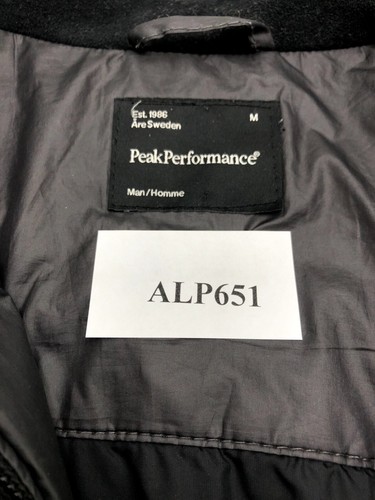 Est. 1986
M
Åre Sweden
PeakPerformance®
Man/Homme
ALP651